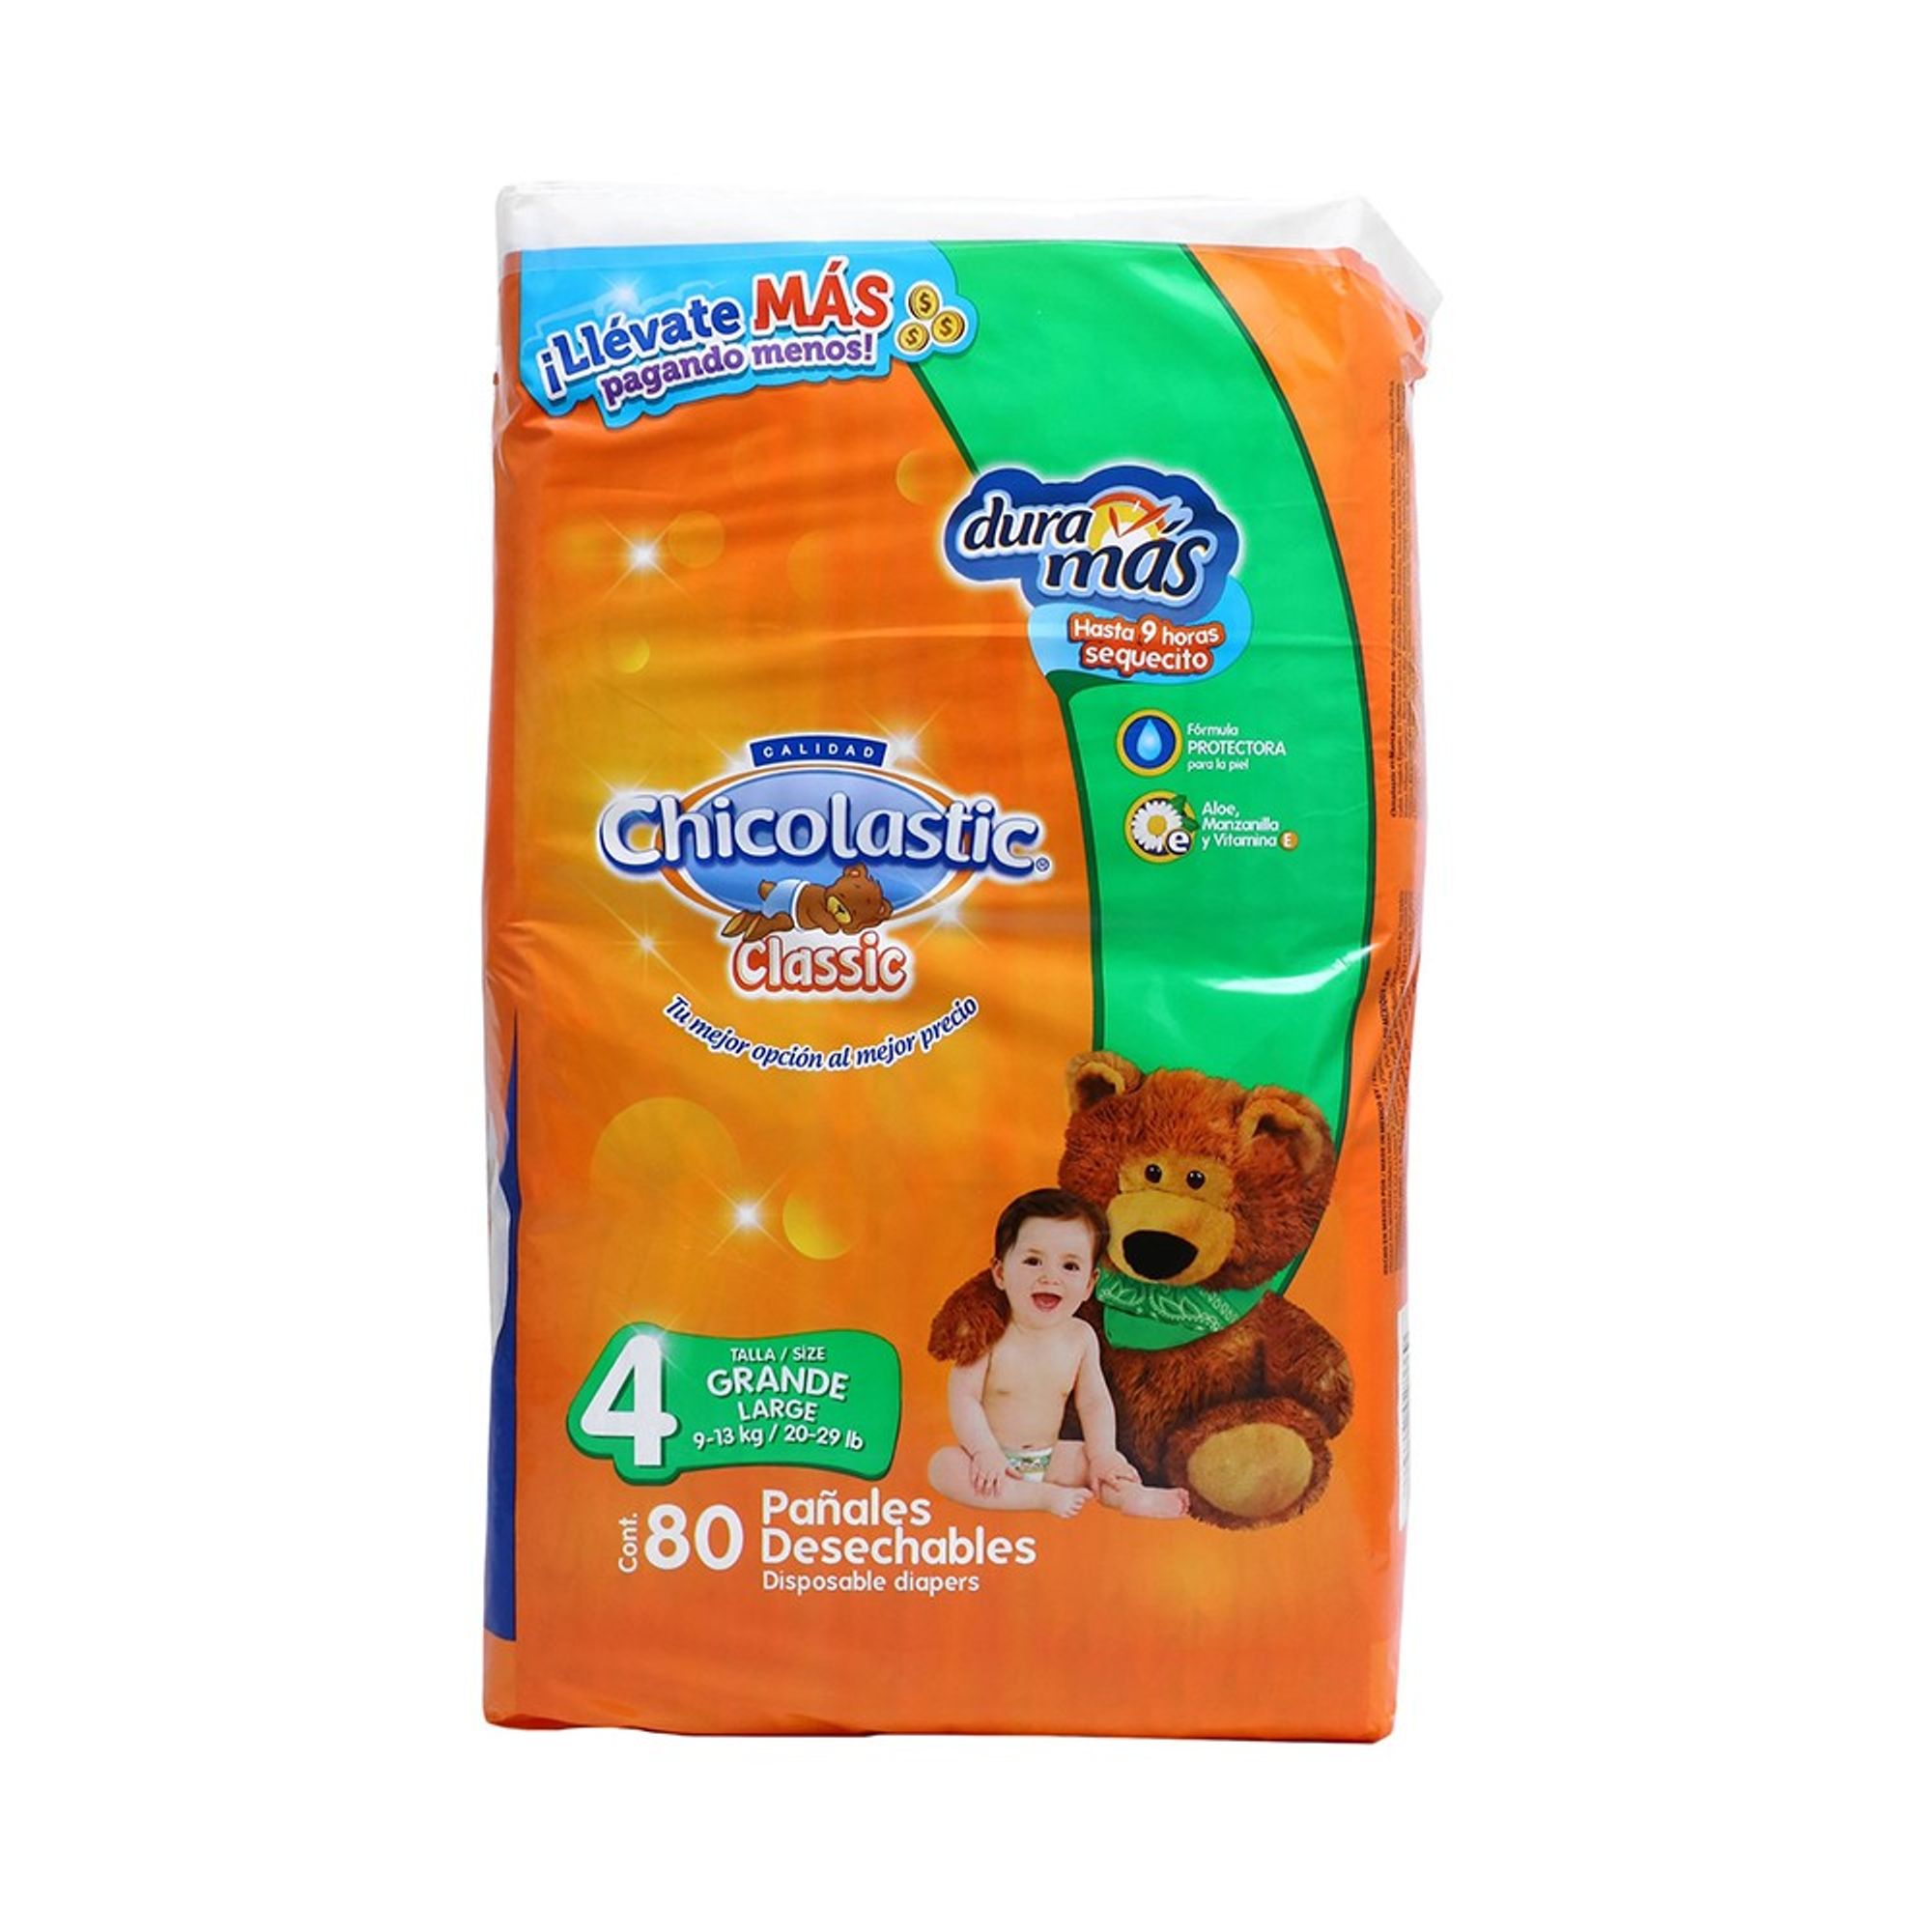 ¡Llévate MÁS
pagando menos!
dura
más
Hasta 9 horas
sequecito
Fórmula
PROTECTORA
para la piel
Aloe,
Manzanilla
y Vitamina E
e
CALIDAD
Chicolastic®
Classic
Tu mejor opción al mejor precio
4
TALLA / SIZE
GRANDE
LARGE
9-13 kg / 20-29 lb
Cont. 80 Pañales
Desechables
Disposable diapers